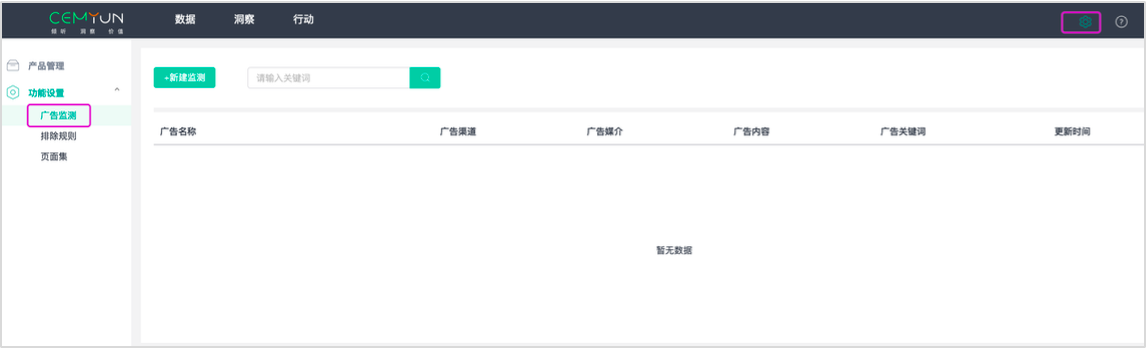 CEMYUN 数据 洞察 行动
倾听 洞察 价值
产品管理
功能设置
广告监测
排除规则
页面集
+新建监测 请输入关键词
广告名称 广告渠道 广告媒介 广告内容 广告关键词 更新时间
暂无数据